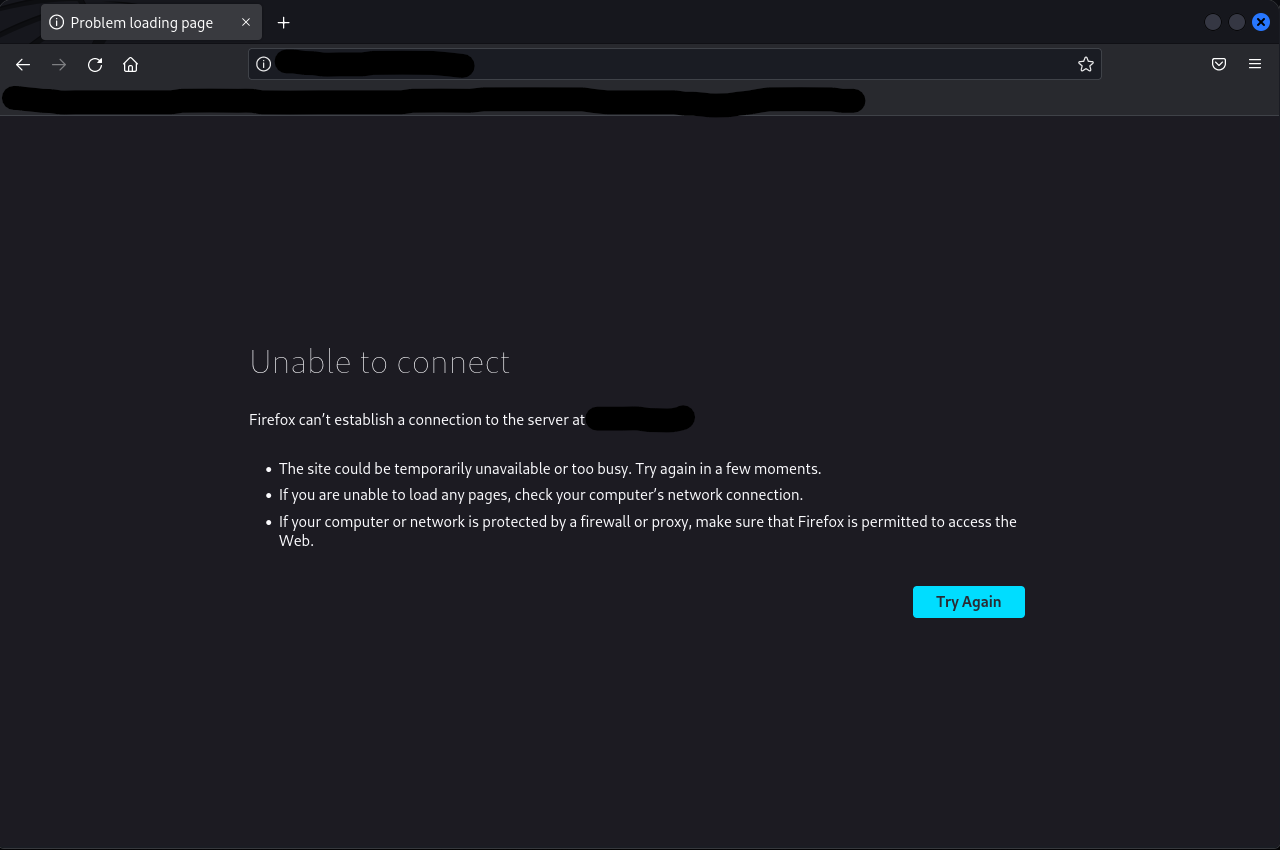 Problem loading page
Unable to connect
Firefox can’t establish a connection to the server at
The site could be temporarily unavailable or too busy. Try again in a few moments.
If you are unable to load any pages, check your computer’s network connection.
If your computer or network is protected by a firewall or proxy, make sure that Firefox is permitted to access the
Web.
Try Again